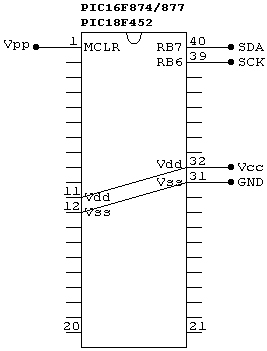 PIC16F874/877
PIC18F452
Vpp 1 MCLR RB7 40 SDA
RB6 39 SCK
Vdd 32 Vcc
Vss 31 GND
11 Vdd
12 Vss
20 21